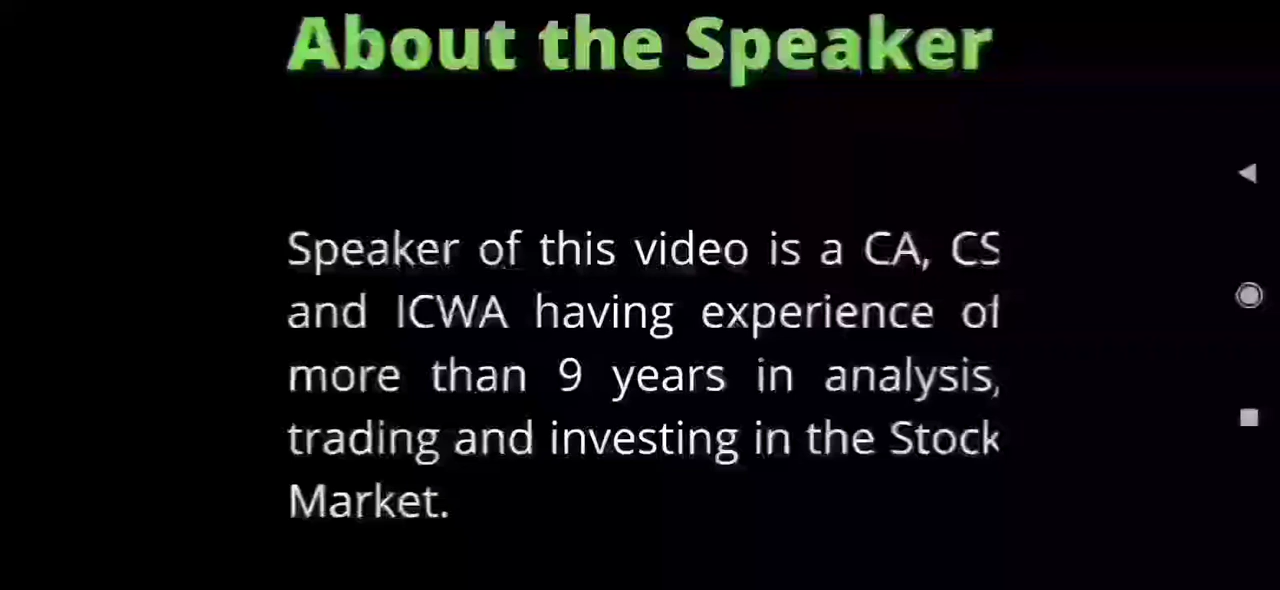 About the Speaker
Speaker of this video is a CA, CS
and ICWA having experience of
more than 9 years in analysis,
trading and investing in the Stock
Market.